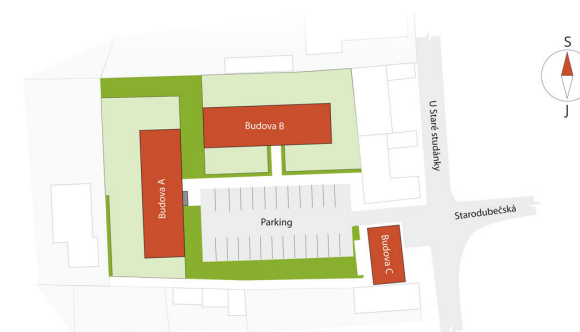 S
J
Budova B
U Staré studánky
Budova A
Parking
Starodubečská
Budova C